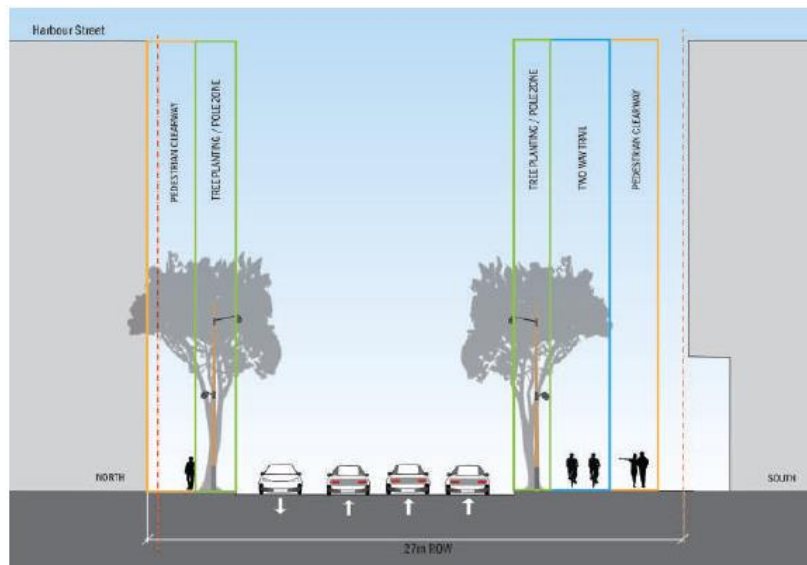 Harbour Street
PEDESTRIAN CLEARWAY
TREE PLANTING / POLE ZONE
TREE PLANTING / POLE ZONE
TWO WAY TRAIL
PEDESTRIAN CLEARWAY
NORTH
SOUTH
27m ROW